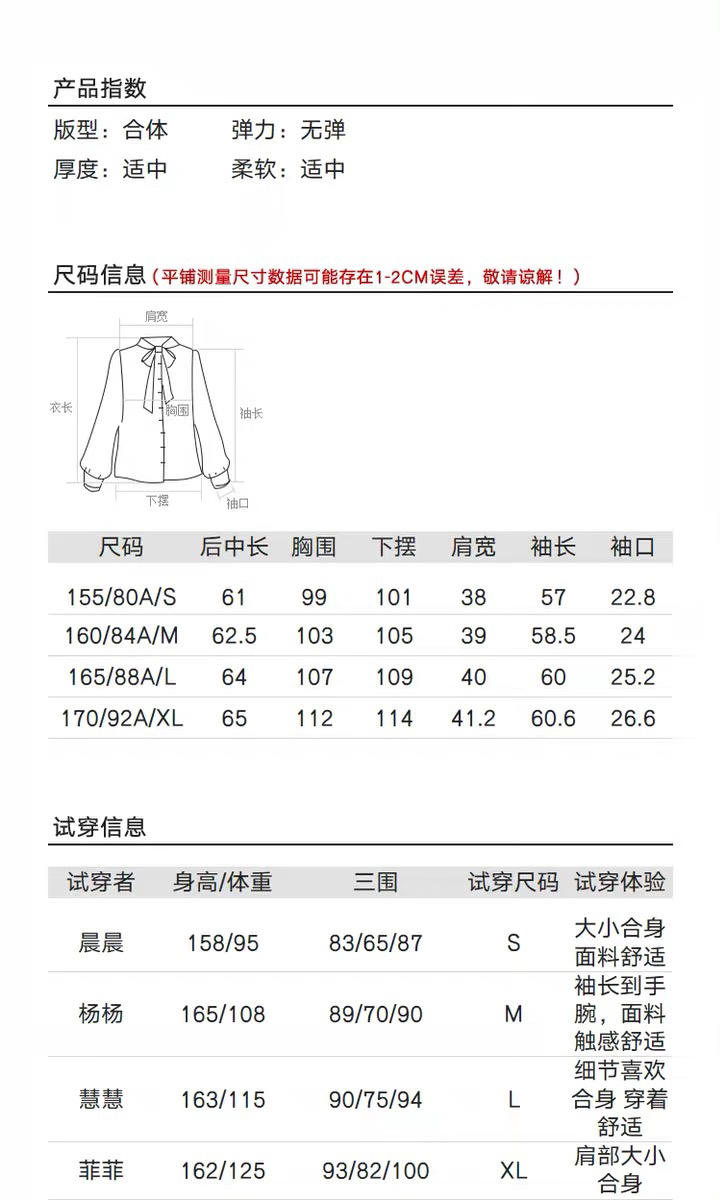 产品指数
版型：合体 弹力：无弹
厚度：适中 柔软：适中
尺码信息（平铺测量尺寸数据可能存在1-2CM误差，敬请谅解！）
肩宽
衣长
胸围
袖长
下摆
袖口
尺码 后中长 胸围 下摆 肩宽 袖长 袖口
155/80A/S 61 99 101 38 57 22.8
160/84A/M 62.5 103 105 39 58.5 24
165/88A/L 64 107 109 40 60 25.2
170/92A/XL 65 112 114 41.2 60.6 26.6
试穿信息
试穿者 身高/体重 三围 试穿尺码 试穿体验
晨晨 158/95 83/65/87 S 大小合身
面料舒适
杨杨 165/108 89/70/90 M 袖长到手
腕，面料
触感舒适
慧慧 163/115 90/75/94 L 细节喜欢
合身 穿着
舒适
菲菲 162/125 93/82/100 XL 肩部大小
合身